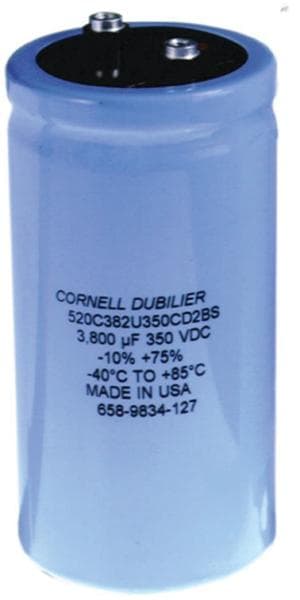 CORNELL DUBILIER
520C382U350CD2BS
3,800 µF 350 VDC
-10% +75%
-40°C TO +85°C
MADE IN USA
658-9834-127